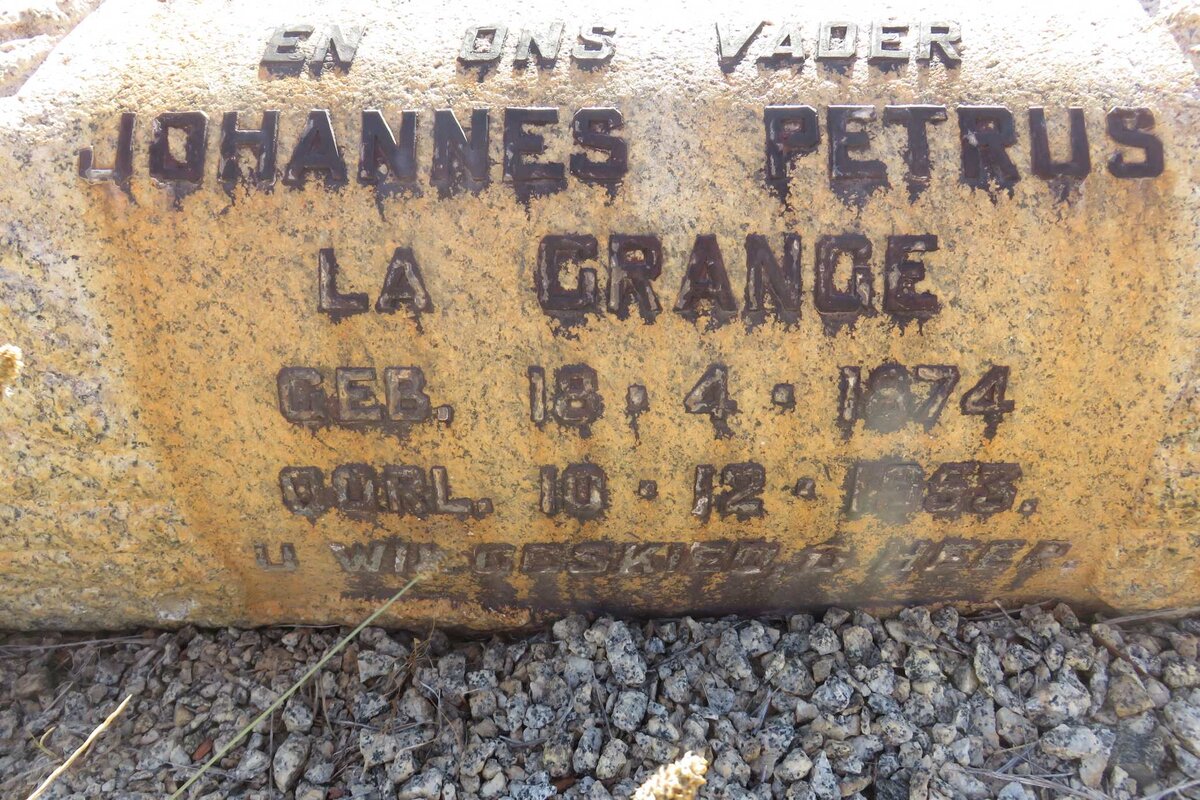 EN ONS VADER
JOHANNES PETRUS
LA GRANGE
GEB. 18 · 4 · 1874
OORL. 10 · 12 ·
U WIL GESKIED, O HEER.